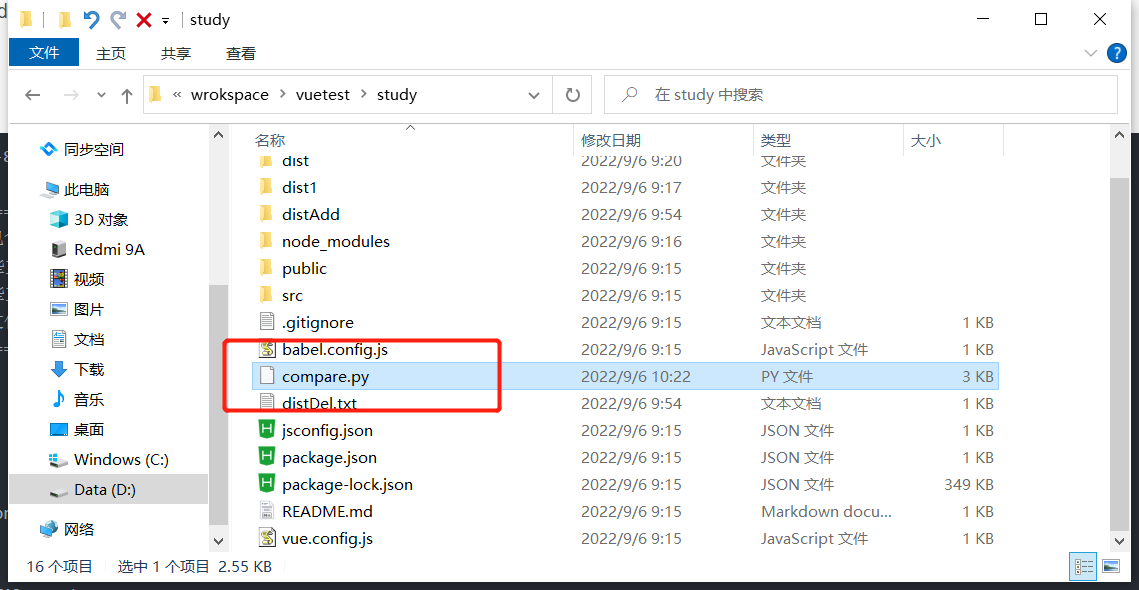 study
文件 主页 共享 查看
« wrokspace › vuetest › study 在 study 中搜索
名称 修改日期 类型 大小
同步空间
此电脑
3D 对象
Redmi 9A
视频
图片
文档
下载
音乐
桌面
Windows (C:)
Data (D:)
网络
dist 2022/9/6 9:20 文件夹
dist1 2022/9/6 9:17 文件夹
distAdd 2022/9/6 9:54 文件夹
node_modules 2022/9/6 9:16 文件夹
public 2022/9/6 9:15 文件夹
src 2022/9/6 9:15 文件夹
.gitignore 2022/9/6 9:15 文本文档 1 KB
babel.config.js 2022/9/6 9:15 JavaScript 文件 1 KB
compare.py 2022/9/6 10:22 PY 文件 3 KB
distDel.txt 2022/9/6 9:54 文本文档 1 KB
jsconfig.json 2022/9/6 9:15 JSON 文件 1 KB
package.json 2022/9/6 9:15 JSON 文件 1 KB
package-lock.json 2022/9/6 9:15 JSON 文件 349 KB
README.md 2022/9/6 9:15 Markdown docu... 1 KB
vue.config.js 2022/9/6 9:15 JavaScript 文件 1 KB
16 个项目 选中 1 个项目 2.55 KB